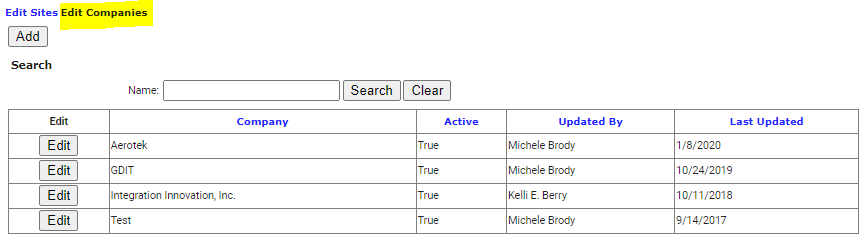 Edit Sites Edit Companies
Add
Search
Name: Search Clear
Edit Company Active Updated By Last Updated
Edit Aerotek True Michele Brody 1/8/2020
Edit GDIT True Michele Brody 10/24/2019
Edit Integration Innovation, Inc. True Kelli E. Berry 10/11/2018
Edit Test True Michele Brody 9/14/2017